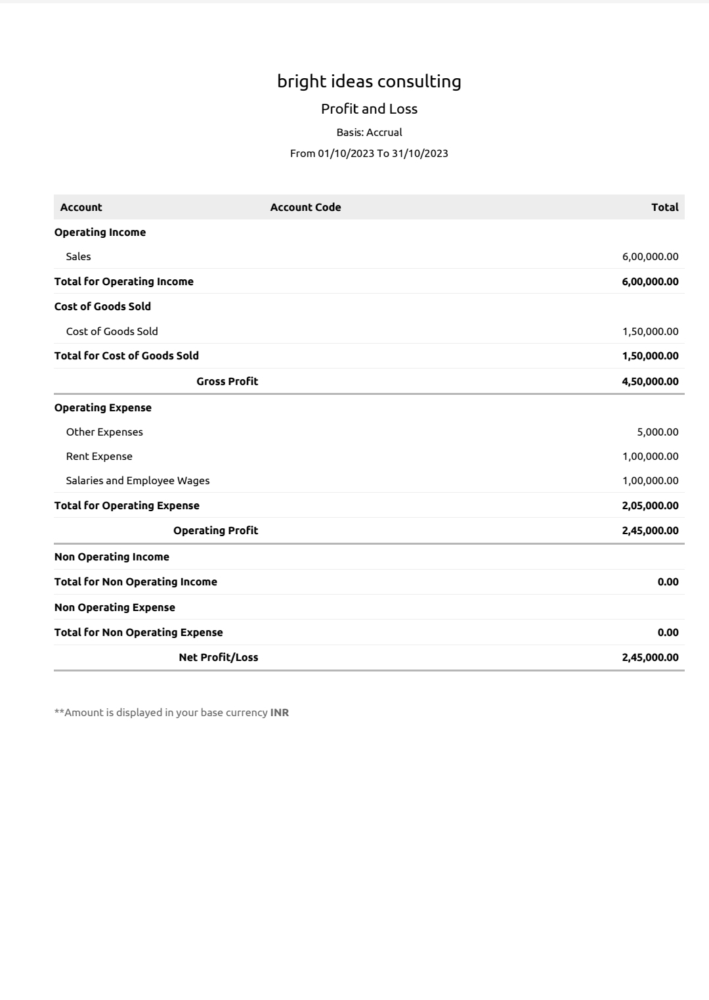 bright ideas consulting
Profit and Loss
Basis: Accrual
From 01/10/2023 To 31/10/2023
Account Account Code Total
Operating Income
Sales 6,00,000.00
Total for Operating Income 6,00,000.00
Cost of Goods Sold
Cost of Goods Sold 1,50,000.00
Total for Cost of Goods Sold 1,50,000.00
Gross Profit 4,50,000.00
Operating Expense
Other Expenses 5,000.00
Rent Expense 1,00,000.00
Salaries and Employee Wages 1,00,000.00
Total for Operating Expense 2,05,000.00
Operating Profit 2,45,000.00
Non Operating Income
Total for Non Operating Income 0.00
Non Operating Expense
Total for Non Operating Expense 0.00
Net Profit/Loss 2,45,000.00
**Amount is displayed in your base currency INR